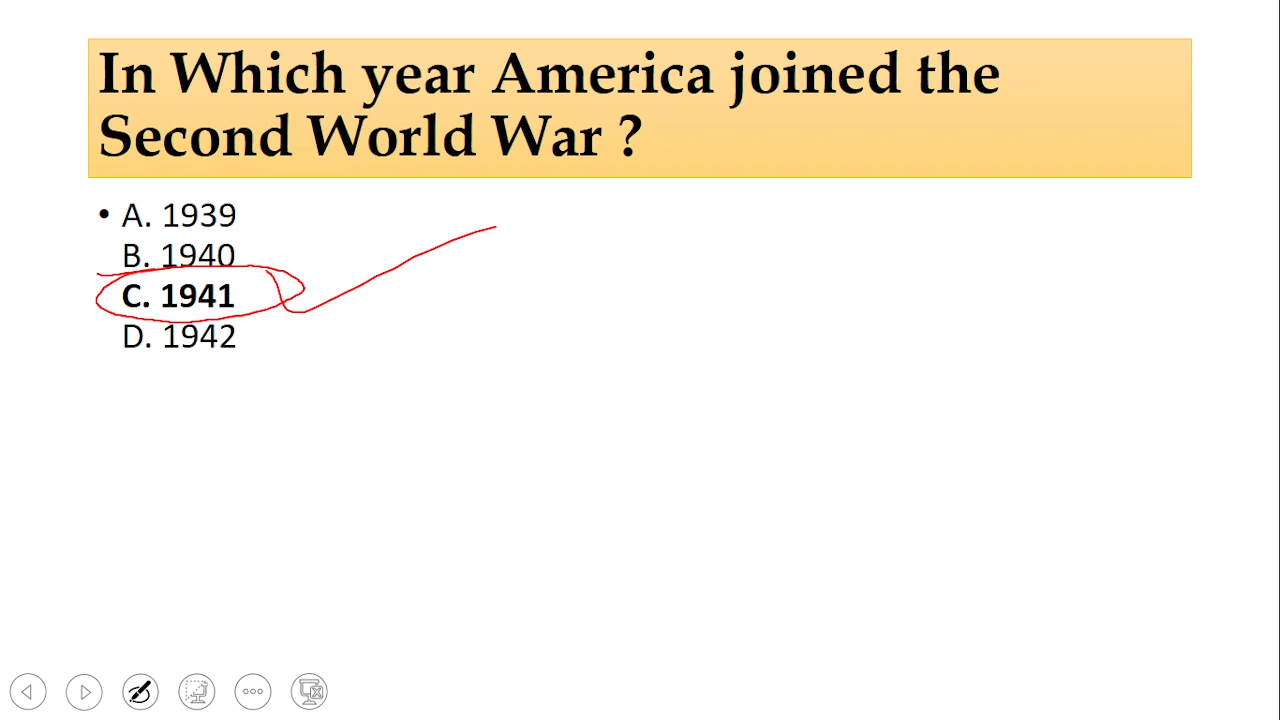 In Which year America joined the
Second World War ?
• A. 1939
B. 1940
C. 1941
D. 1942